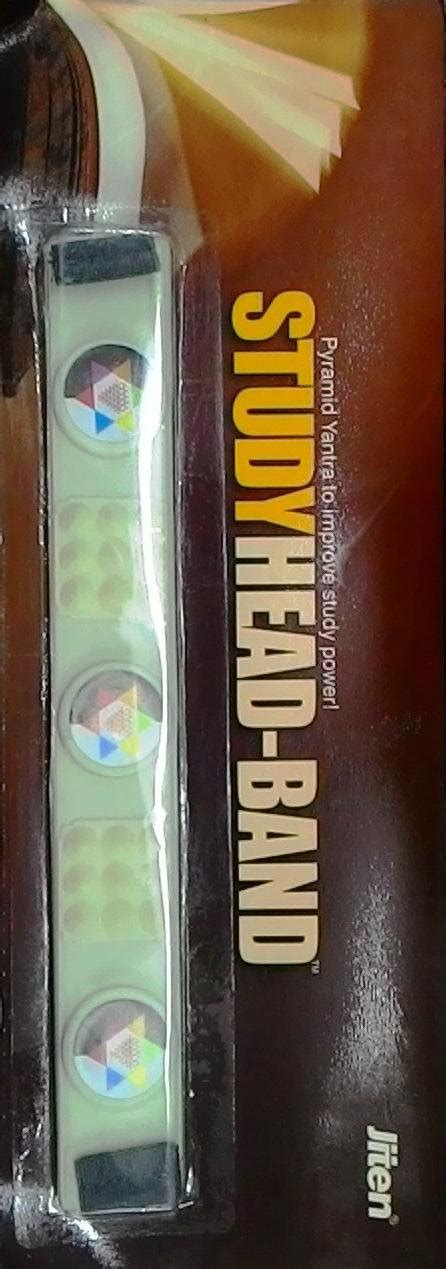 Jiten®
Pyramid Yantra to improve study power!
STUDY HEAD-BAND™